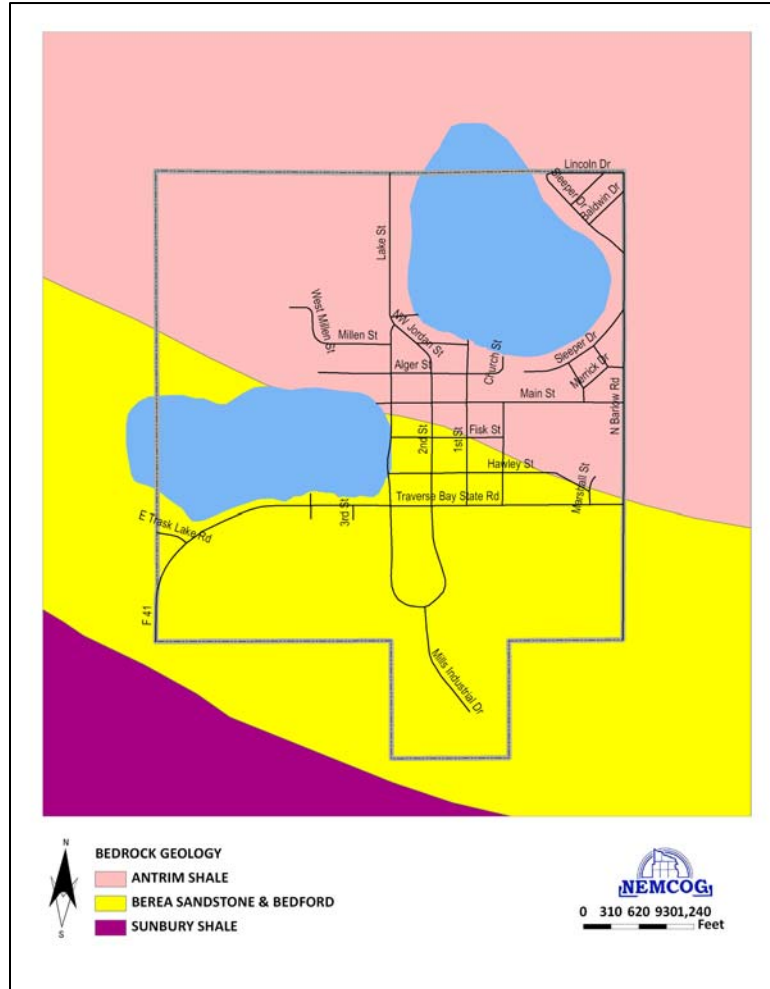 Lincoln Dr
Sleeper Dr
Baldwin Dr
Lake St
West Millen St
NW Jordan St
Millen St
Church St
Sleeper Dr
Alger St
Merrick Dr
Main St
N Barlow Rd
2nd St
1st St
Fisk St
Hawley St
Marshall St
Traverse Bay State Rd
3rd St
E Trask Lake Rd
F 41
Mills Industrial Dr
N
S
BEDROCK GEOLOGY
ANTRIM SHALE
BEREA SANDSTONE & BEDFORD
SUNBURY SHALE
NEMCOG
0 310 620 9301,240
Feet